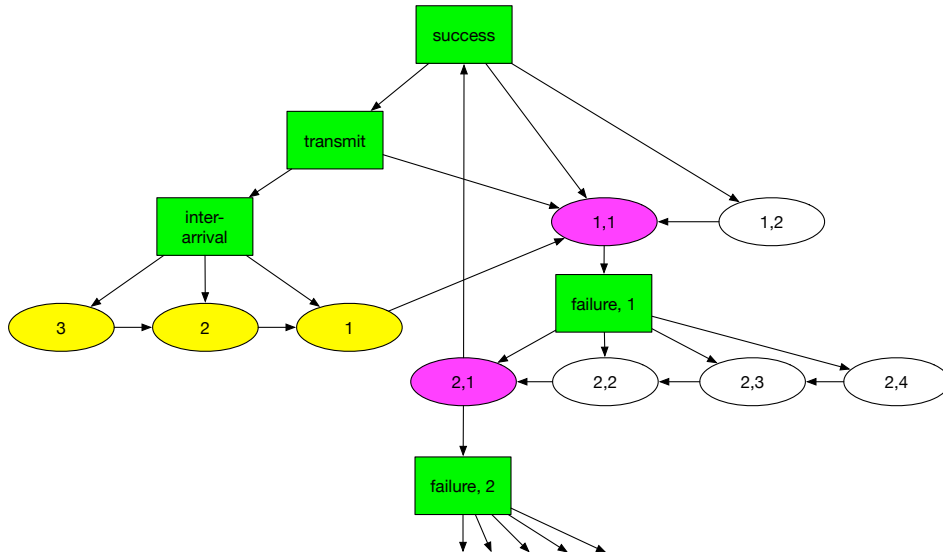 success
transmit
inter-
arrival
1,1
1,2
failure, 1
3
2
1
2,1
2,2
2,3
2,4
failure, 2